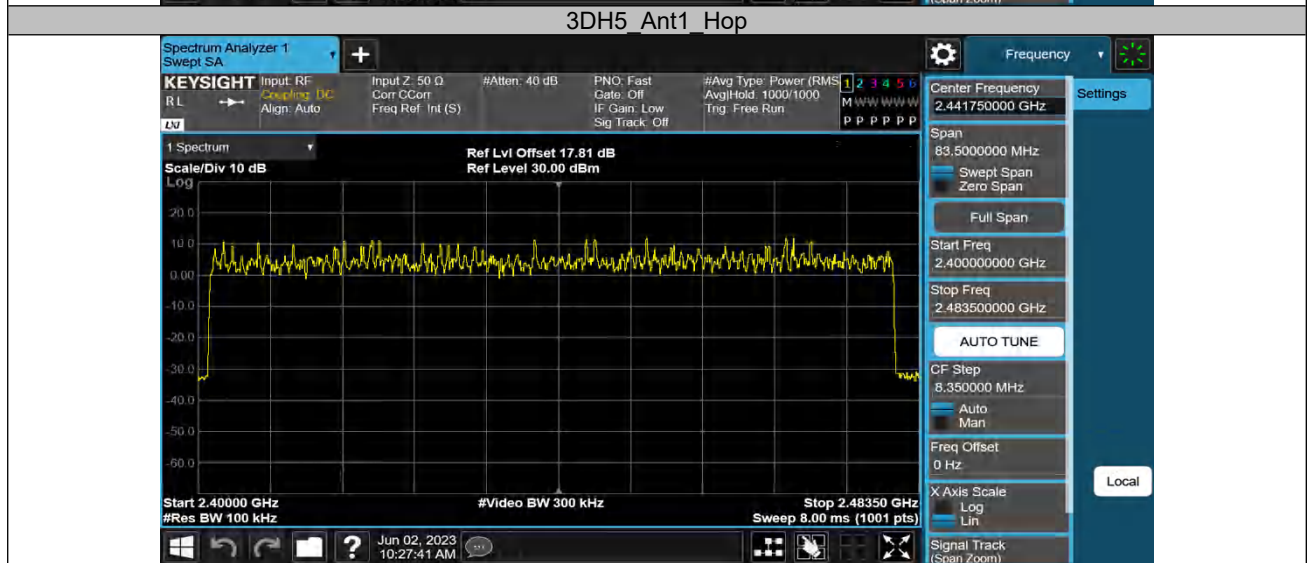 (Span Zoom)
3DH5_Ant1_Hop
Spectrum Analyzer 1
Swept SA
+
Frequency
KEYSIGHT
RL
LXI
Input: RF
Coupling: DC
Align: Auto
Input Z: 50 Ω
Corr CCorr
Freq Ref: Int (S)
#Atten: 40 dB
PNO: Fast
Gate: Off
IF Gain: Low
Sig Track: Off
#Avg Type: Power (RMS
Avg|Hold: 1000/1000
Trig: Free Run
1 2 3 4 5 6
M W W W W W
P P P P P P
1 Spectrum
Scale/Div 10 dB
Ref Lvl Offset 17.81 dB
Ref Level 30.00 dBm
Log
20.0
10.0
0.00
-10.0
-20.0
-30.0
-40.0
-50.0
-60.0
Start 2.40000 GHz
#Res BW 100 kHz
#Video BW 300 kHz
Stop 2.48350 GHz
Sweep 8.00 ms (1001 pts)
?
Jun 02, 2023
10:27:41 AM
Center Frequency
2.441750000 GHz
Settings
Span
83.5000000 MHz
Swept Span
Zero Span
Full Span
Start Freq
2.400000000 GHz
Stop Freq
2.483500000 GHz
AUTO TUNE
CF Step
8.350000 MHz
Auto
Man
Freq Offset
0 Hz
X Axis Scale
Log
Lin
Local
Signal Track
(Span Zoom)